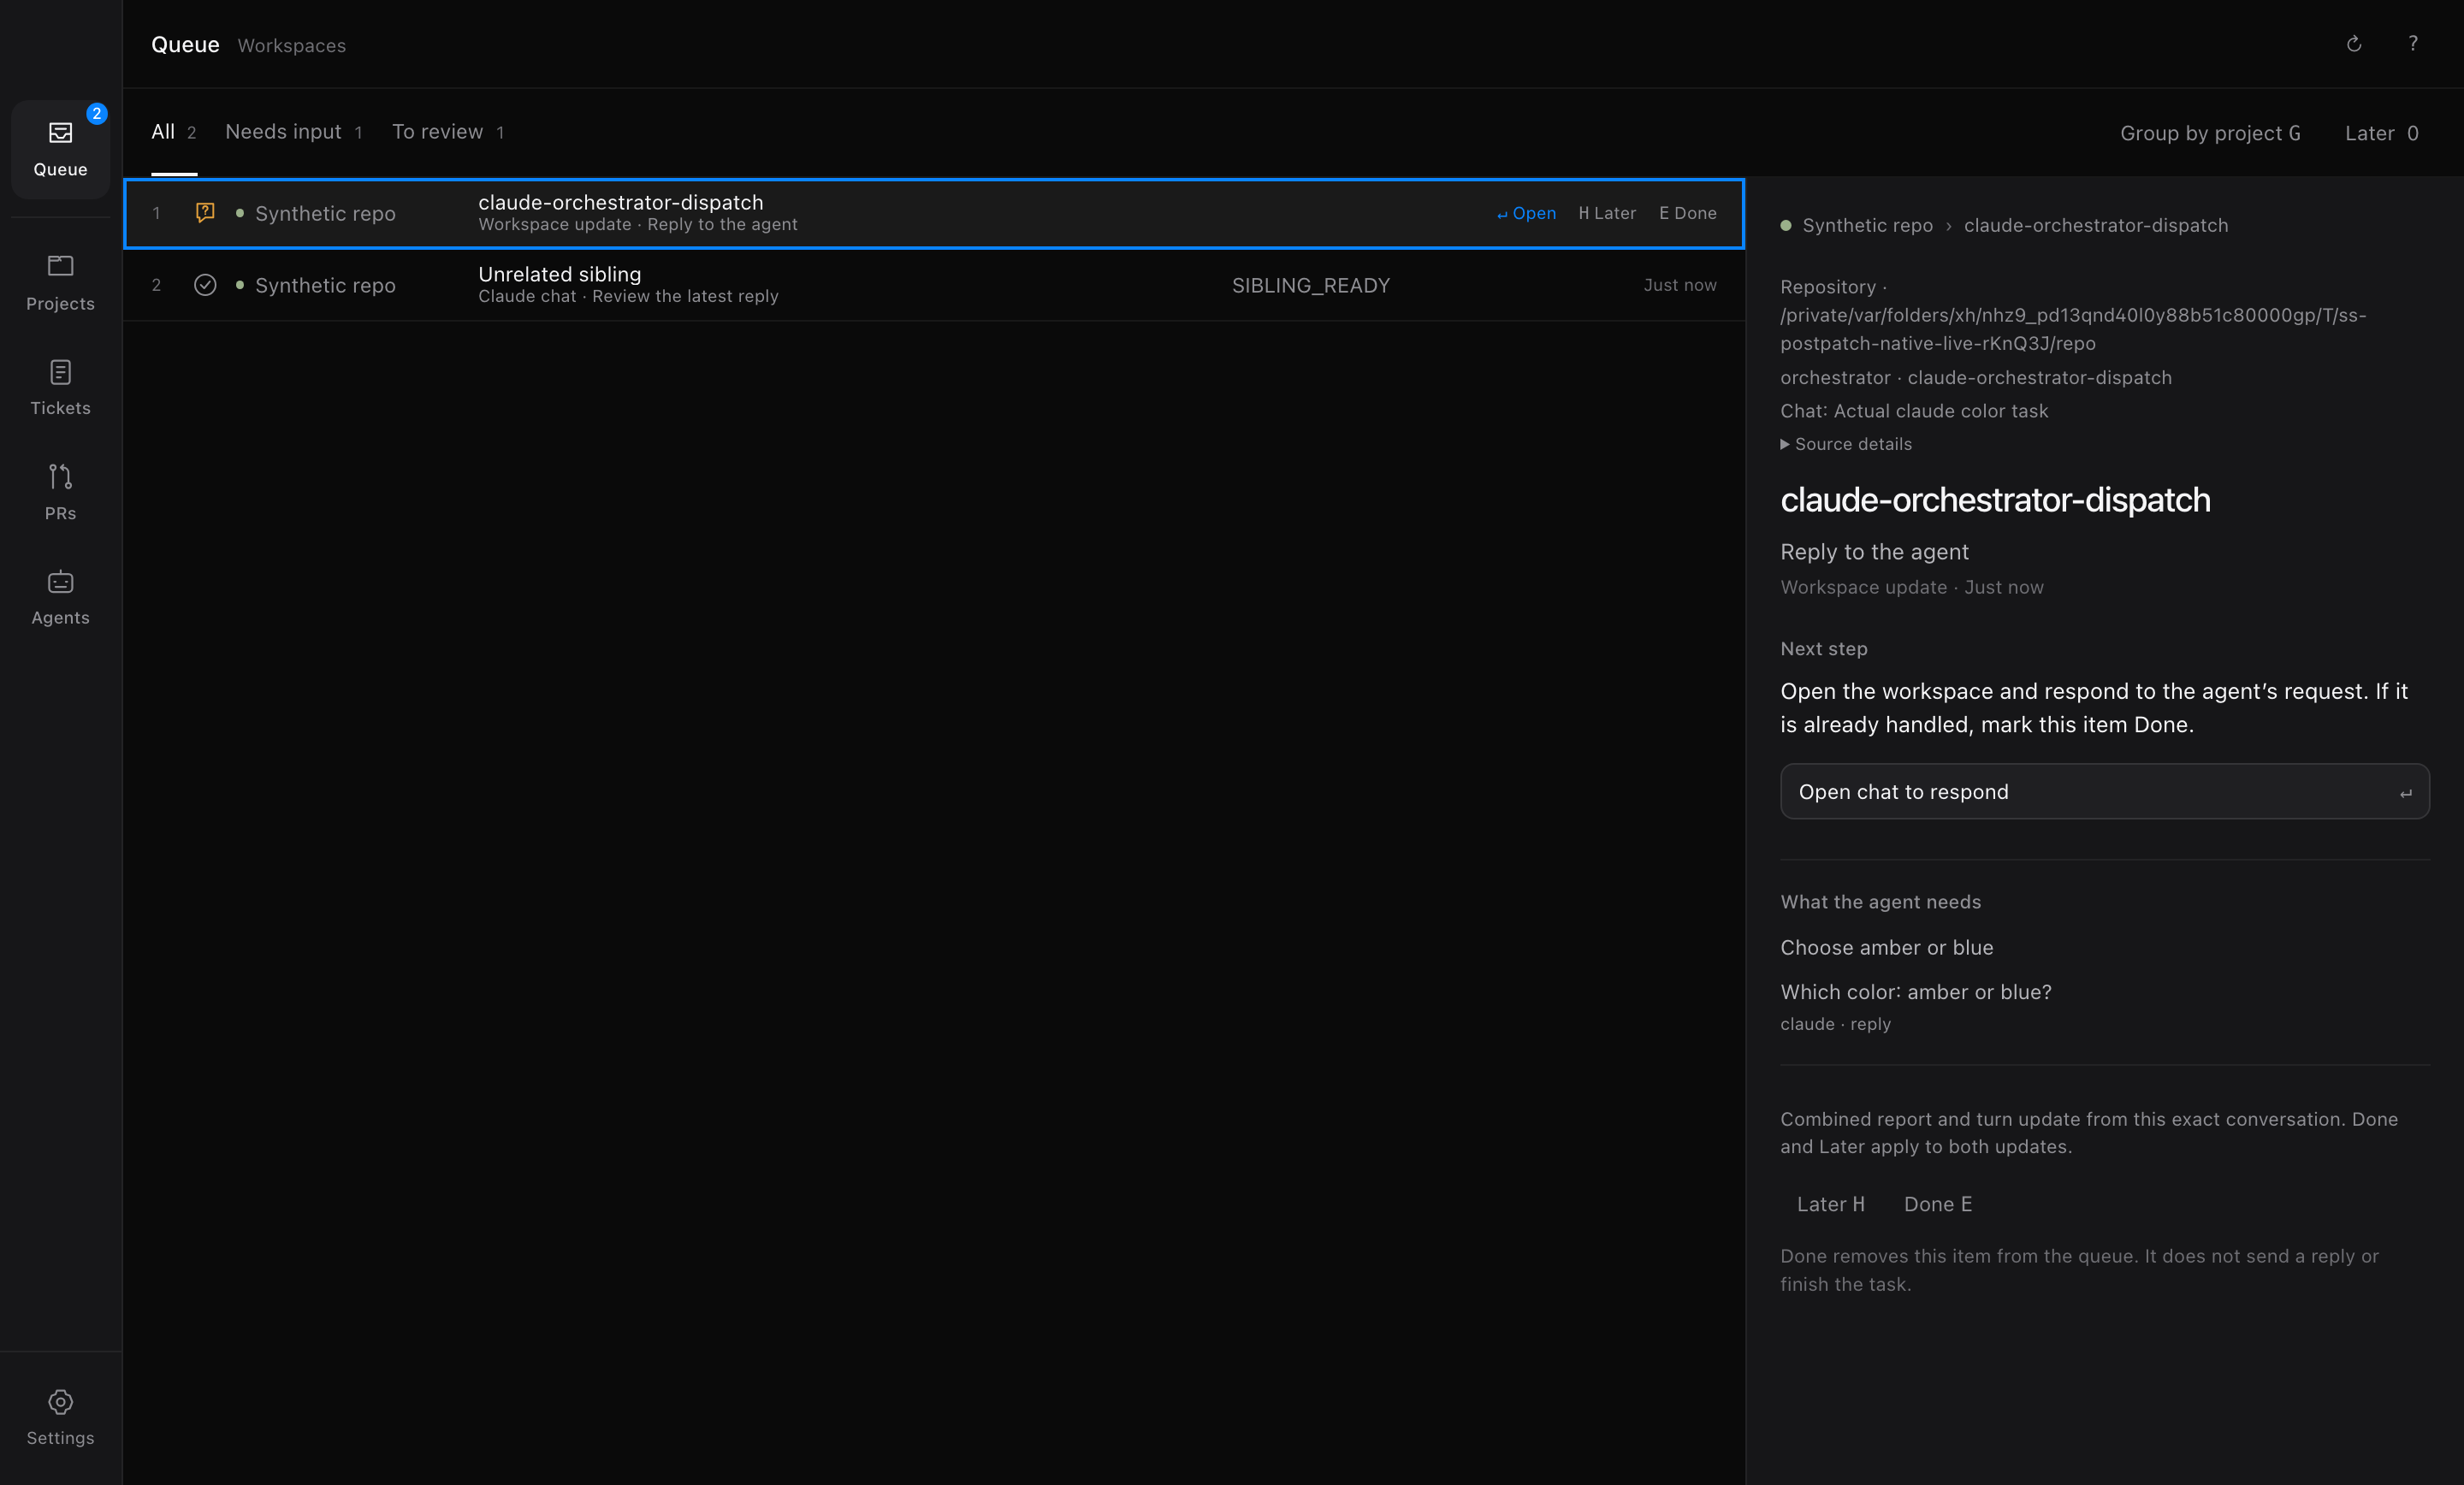 Queue Workspaces ?
2
Queue
Projects
Tickets
PRs
Agents
Settings
All 2 Needs input 1 To review 1 Group by project G Later 0
1 ? Synthetic repo claude-orchestrator-dispatch ↵ Open H Later E Done
Workspace update · Reply to the agent
2 Synthetic repo Unrelated sibling SIBLING_READY Just now
Claude chat · Review the latest reply
Synthetic repo › claude-orchestrator-dispatch
Repository ·
/private/var/folders/xh/nhz9_pd13qnd40l0y88b51c80000gp/T/ss-
postpatch-native-live-rKnQ3J/repo
orchestrator · claude-orchestrator-dispatch
Chat: Actual claude color task
Source details
claude-orchestrator-dispatch
Reply to the agent
Workspace update · Just now
Next step
Open the workspace and respond to the agent’s request. If it
is already handled, mark this item Done.
Open chat to respond ↵
What the agent needs
Choose amber or blue
Which color: amber or blue?
claude · reply
Combined report and turn update from this exact conversation. Done
and Later apply to both updates.
Later H Done E
Done removes this item from the queue. It does not send a reply or
finish the task.